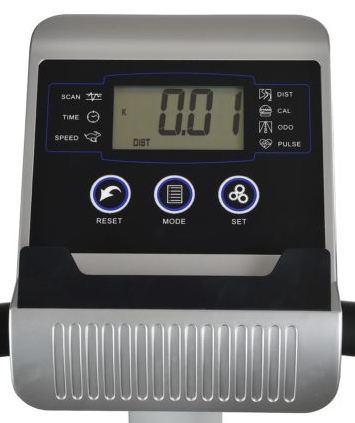 SCAN
TIME
SPEED
K
0.01
DIST
DIST
CAL
ODO
PULSE
RESET
MODE
SET